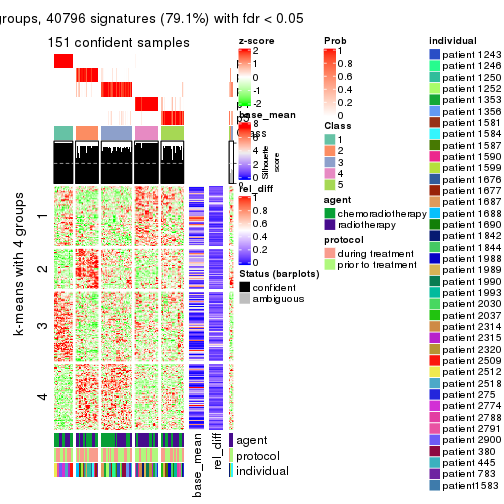 groups, 40796 signatures (79.1%) with fdr < 0.05
151 confident samples
k-means with 4 groups
1
2
3
4
base_mean
rel_diff
agent
protocol
individual
z-score
2
1
0
-1
-2
base_mean
8
6
4
2
0
Silhouette
score
rel_diff
1
0.8
0.6
0.4
0.2
0
Status (barplots)
confident
ambiguous
Prob
1
0.8
0.6
0.4
0.2
0
Class
1
2
3
4
5
agent
chemoradiotherapy
radiotherapy
protocol
during treatment
prior to treatment
individual
patient 1243
patient 1246
patient 1250
patient 1252
patient 1353
patient 1356
patient 1581
patient 1584
patient 1587
patient 1590
patient 1599
patient 1676
patient 1677
patient 1687
patient 1688
patient 1690
patient 1842
patient 1844
patient 1988
patient 1989
patient 1990
patient 1993
patient 2030
patient 2037
patient 2314
patient 2315
patient 2320
patient 2509
patient 2512
patient 2518
patient 275
patient 2774
patient 2788
patient 2791
patient 2900
patient 380
patient 445
patient 783
patient1583